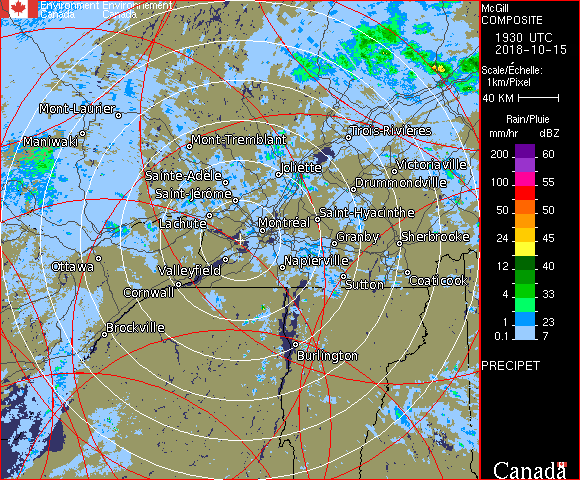 Environment Environnement
Canada Canada
McGill
COMPOSITE
1930 UTC
2018-10-15
Scale/Échelle:
1km/Pixel
40 KM
Rain/Pluie
mm/hr dBZ
200 60
100 55
50 50
24 45
12 40
4 33
1 23
0.1 7
PRECIPET
Canada
Mont-Laurier
Maniwaki
Mont-Tremblant
Trois-Rivières
Sainte-Adèle
Joliette
Victoriaville
Saint-Jérôme
Drummondville
Lachute
Montréal
Saint-Hyacinthe
Granby
Sherbrooke
Ottawa
Valleyfield
Napierville
Cornwall
Sutton
Coaticook
Brockville
Burlington